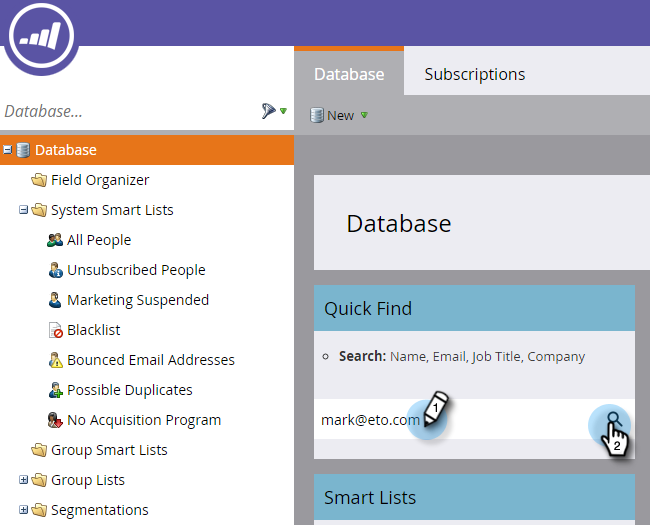 Database
Subscriptions
Database...
New
Database
Field Organizer
System Smart Lists
All People
Unsubscribed People
Marketing Suspended
Blacklist
Bounced Email Addresses
Possible Duplicates
No Acquisition Program
Group Smart Lists
Group Lists
Segmentations
Database
Quick Find
Search: Name, Email, Job Title, Company
mark@eto.com
1
2
Smart Lists